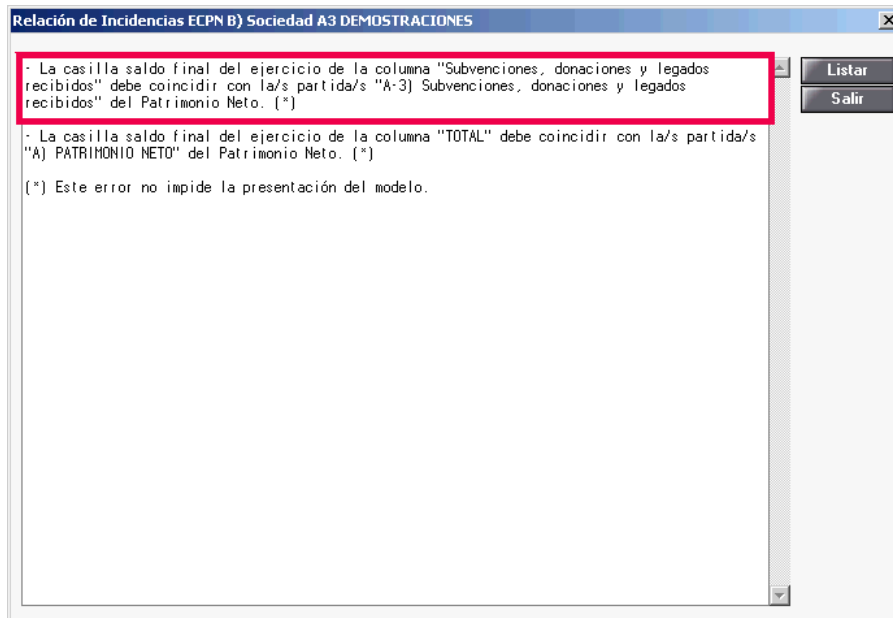 Relación de Incidencias ECPN B) Sociedad A3 DEMOSTRACIONES
- La casilla saldo final del ejercicio de la columna "Subvenciones, donaciones y legados
recibidos" debe coincidir con la/s partida/s "A-3) Subvenciones, donaciones y legados
recibidos" del Patrimonio Neto. (*)
- La casilla saldo final del ejercicio de la columna "TOTAL" debe coincidir con la/s partida/s
"A) PATRIMONIO NETO" del Patrimonio Neto. (*)
(*) Este error no impide la presentación del modelo.
Listar
Salir